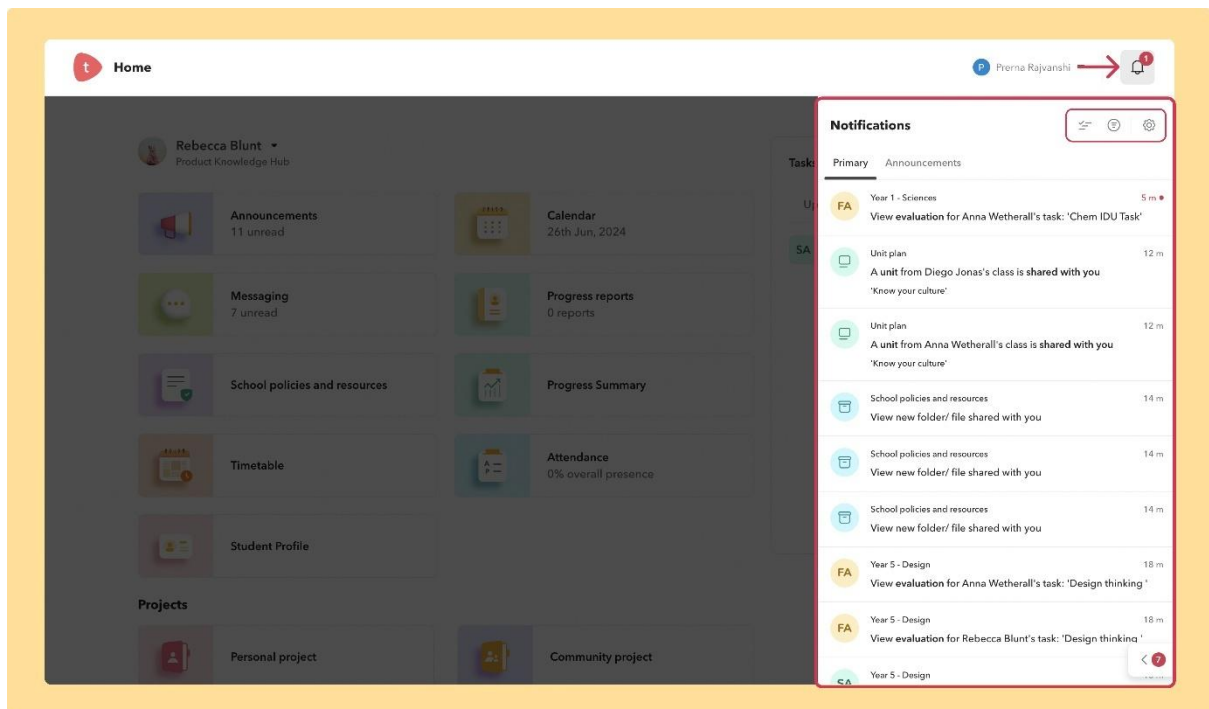 t
Home
P Prerna Rajvanshi
1
Rebecca Blunt
Product Knowledge Hub
Announcements
11 unread
Calendar
26th Jun, 2024
Messaging
7 unread
Progress reports
0 reports
School policies and resources
Progress Summary
Timetable
Attendance
0% overall presence
A
P
Student Profile
Projects
Personal project
Community project
SA
Notifications
Primary Announcements
Year 1 - Sciences 5 m
FA
View evaluation for Anna Wetherall's task: 'Chem IDU Task'
Unit plan 12 m
A unit from Diego Jonas's class is shared with you
'Know your culture'
Unit plan 12 m
A unit from Anna Wetherall's class is shared with you
'Know your culture'
School policies and resources 14 m
View new folder/ file shared with you
School policies and resources 14 m
View new folder/ file shared with you
School policies and resources 14 m
View new folder/ file shared with you
Year 5 - Design 18 m
FA
View evaluation for Anna Wetherall's task: 'Design thinking '
Year 5 - Design 18 m
FA
View evaluation for Rebecca Blunt's task: 'Design thinking '
7
Year 5 - Design
SA